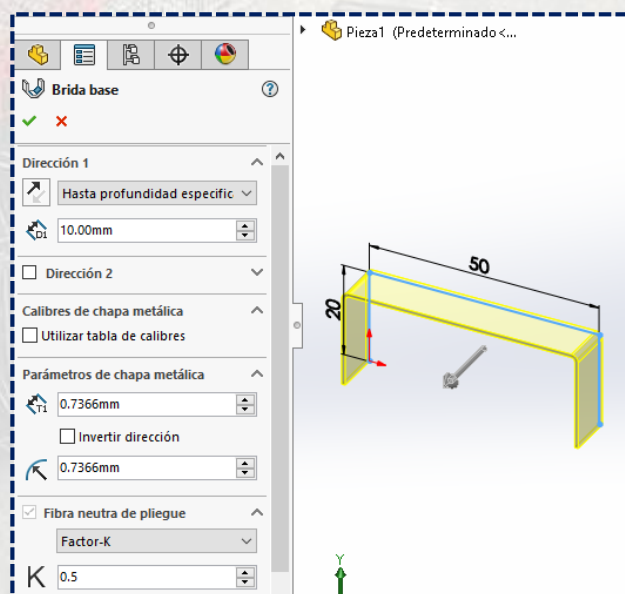 Pieza1 (Predeterminado<...
Brida base
Dirección 1
Hasta profundidad especific
D1
10.00mm
Dirección 2
Calibres de chapa metálica
Utilizar tabla de calibres
Parámetros de chapa metálica
T1
0.7366mm
Invertir dirección
0.7366mm
Fibra neutra de pliegue
Factor-K
K
0.5
50
20
Y